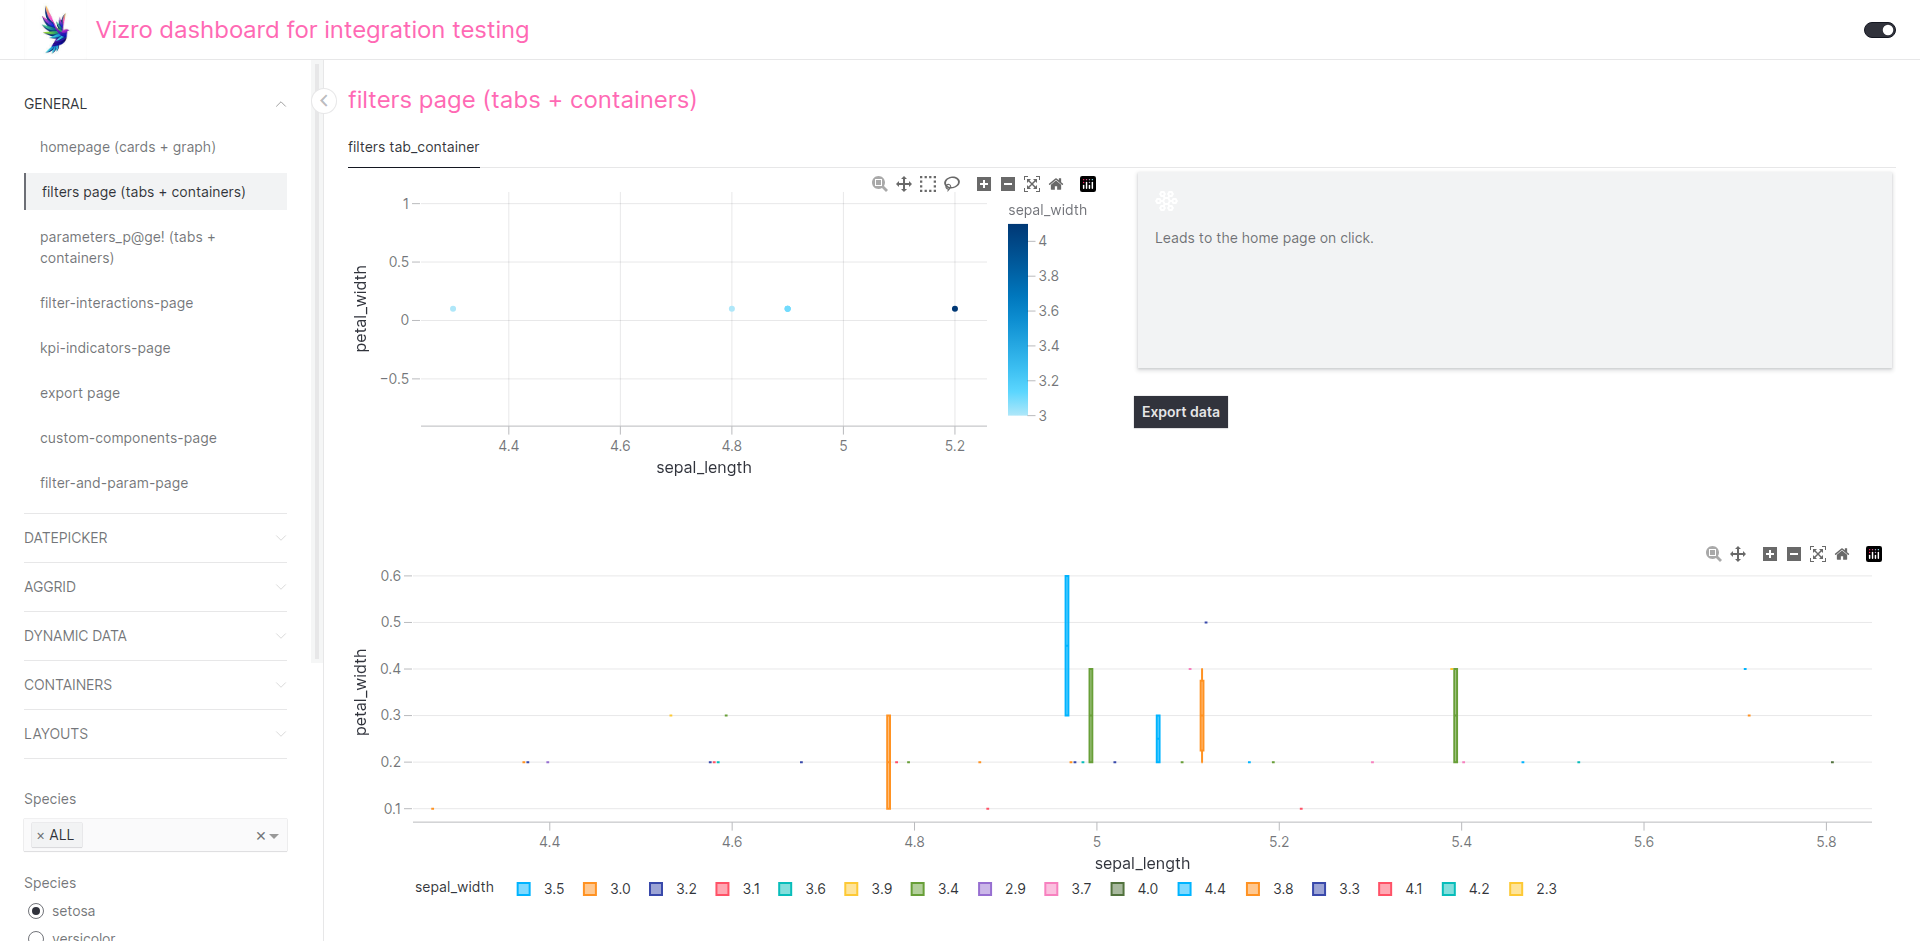 Vizro dashboard for integration testing
GENERAL
homepage (cards + graph)
filters page (tabs + containers)
parameters_p@ge! (tabs +
containers)
filter-interactions-page
kpi-indicators-page
export page
custom-components-page
filter-and-param-page
DATEPICKER
AGGRID
DYNAMIC DATA
CONTAINERS
LAYOUTS
Species
× ALL ×
Species
setosa
versicolor
filters page (tabs + containers)
filters tab_container
1
0.5
0
−0.5
petal_width
4.4 4.6 4.8 5 5.2
sepal_length
sepal_width
4
3.8
3.6
3.4
3.2
3
Leads to the home page on click.
Export data
0.6
0.5
0.4
0.3
0.2
0.1
petal_width
4.4 4.6 4.8 5 5.2 5.4 5.6 5.8
sepal_length
sepal_width 3.5 3.0 3.2 3.1 3.6 3.9 3.4 2.9 3.7 4.0 4.4 3.8 3.3 4.1 4.2 2.3